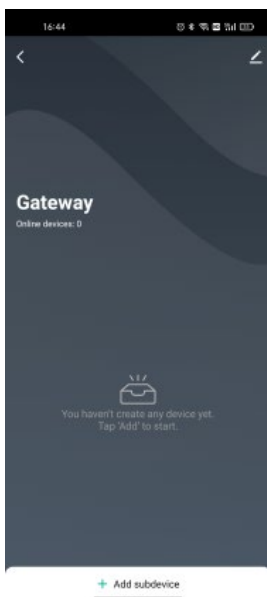 16:44
Gateway
Online devices: 0
You haven't create any device yet.
Tap 'Add' to start.
+ Add subdevice